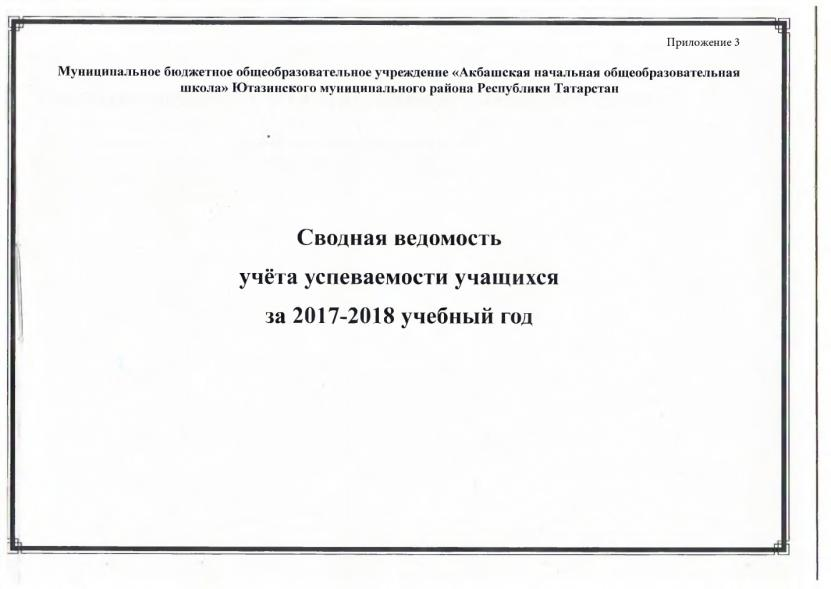 Приложение 3
Муниципальное бюджетное общеобразовательное учреждение «Акбашская начальная общеобразовательная
школа» Ютазинского муниципального района Республики Татарстан
Сводная ведомость
учёта успеваемости учащихся
за 2017-2018 учебный год